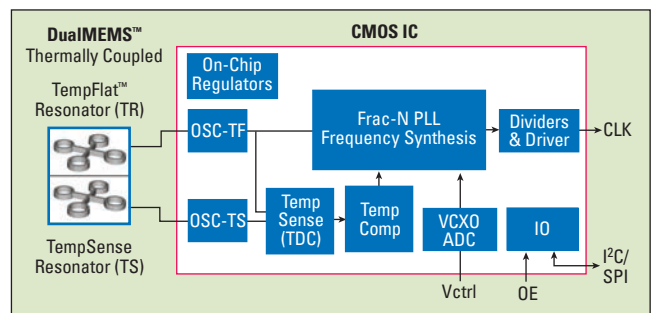 DualMEMS™
Thermally Coupled
TempFlat™
Resonator (TR)
TempSense
Resonator (TS)
CMOS IC
On-Chip
Regulators
OSC-TF
OSC-TS
Temp
Sense
(TDC)
Temp
Comp
Frac-N PLL
Frequency Synthesis
Dividers
& Driver
CLK
VCXO
ADC
IO
I²C/
SPI
Vctrl
OE